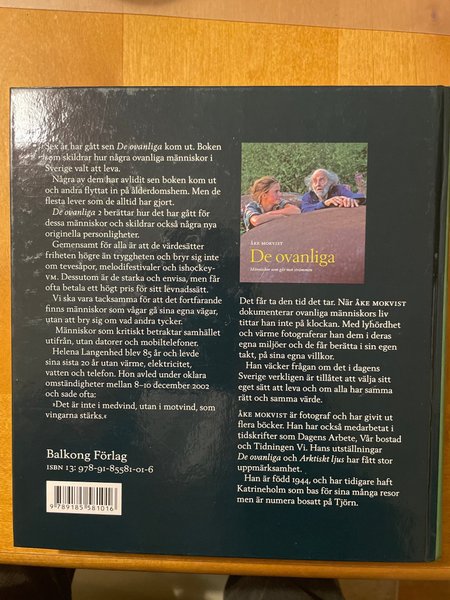 Sex år har gått sen De ovanliga kom ut. Boken
som skildrar hur några ovanliga människor i
Sverige valt att leva.
Några av dem har avlidit sen boken kom ut
och andra flyttat in på ålderdomshem. Men de
flesta lever som de alltid har gjort.
De ovanliga 2 berättar hur det har gått för
dessa människor och skildrar också några nya
originella personligheter.
Gemensamt för alla är att de värdesätter
friheten högre än tryggheten och bryr sig inte
om tevesåpor, melodifestivaler och ishockey-
VM. Dessutom är de starka och envisa, men får
ofta betala ett högt pris för sitt levnadssätt.
Vi ska vara tacksamma för att det fortfarande
finns människor som vågar gå sina egna vägar,
utan att bry sig om vad andra tycker.
Människor som kritiskt betraktar samhället
utifrån, utan datorer och mobiltelefoner.
Helena Langenhed blev 85 år och levde
sina sista 20 år utan värme, elektricitet,
vatten och telefon. Hon avled under oklara
omständigheter mellan 8–10 december 2002
och sade ofta:
›Det är inte i medvind, utan i motvind, som
vingarna stärks.‹
Balkong Förlag
ISBN 13: 978-91-85581-01-6
9 789185 581016
ÅKE MOKVIST
De ovanliga
Människor som går mot strömmen
Det får ta den tid det tar. När ÅKE MOKVIST
dokumenterar ovanliga människors liv
tittar han inte på klockan. Med lyhördhet
och värme fotograferar han dem i deras
egna miljöer och de får berätta i sin egen
takt, på sina egna villkor.
Han väcker frågan om det i dagens
Sverige verkligen är tillåtet att välja sitt
eget sätt att leva och om alla har samma
rätt och samma värde.
ÅKE MOKVIST är fotograf och har givit ut
flera böcker. Han har också medarbetat i
tidskrifter som Dagens Arbete, Vår bostad
och Tidningen Vi. Hans utställningar
De ovanliga och Arktiskt ljus har fått stor
uppmärksamhet.
Han är född 1944, och har tidigare haft
Katrineholm som bas för sina många resor
men är numera bosatt på Tjörn.